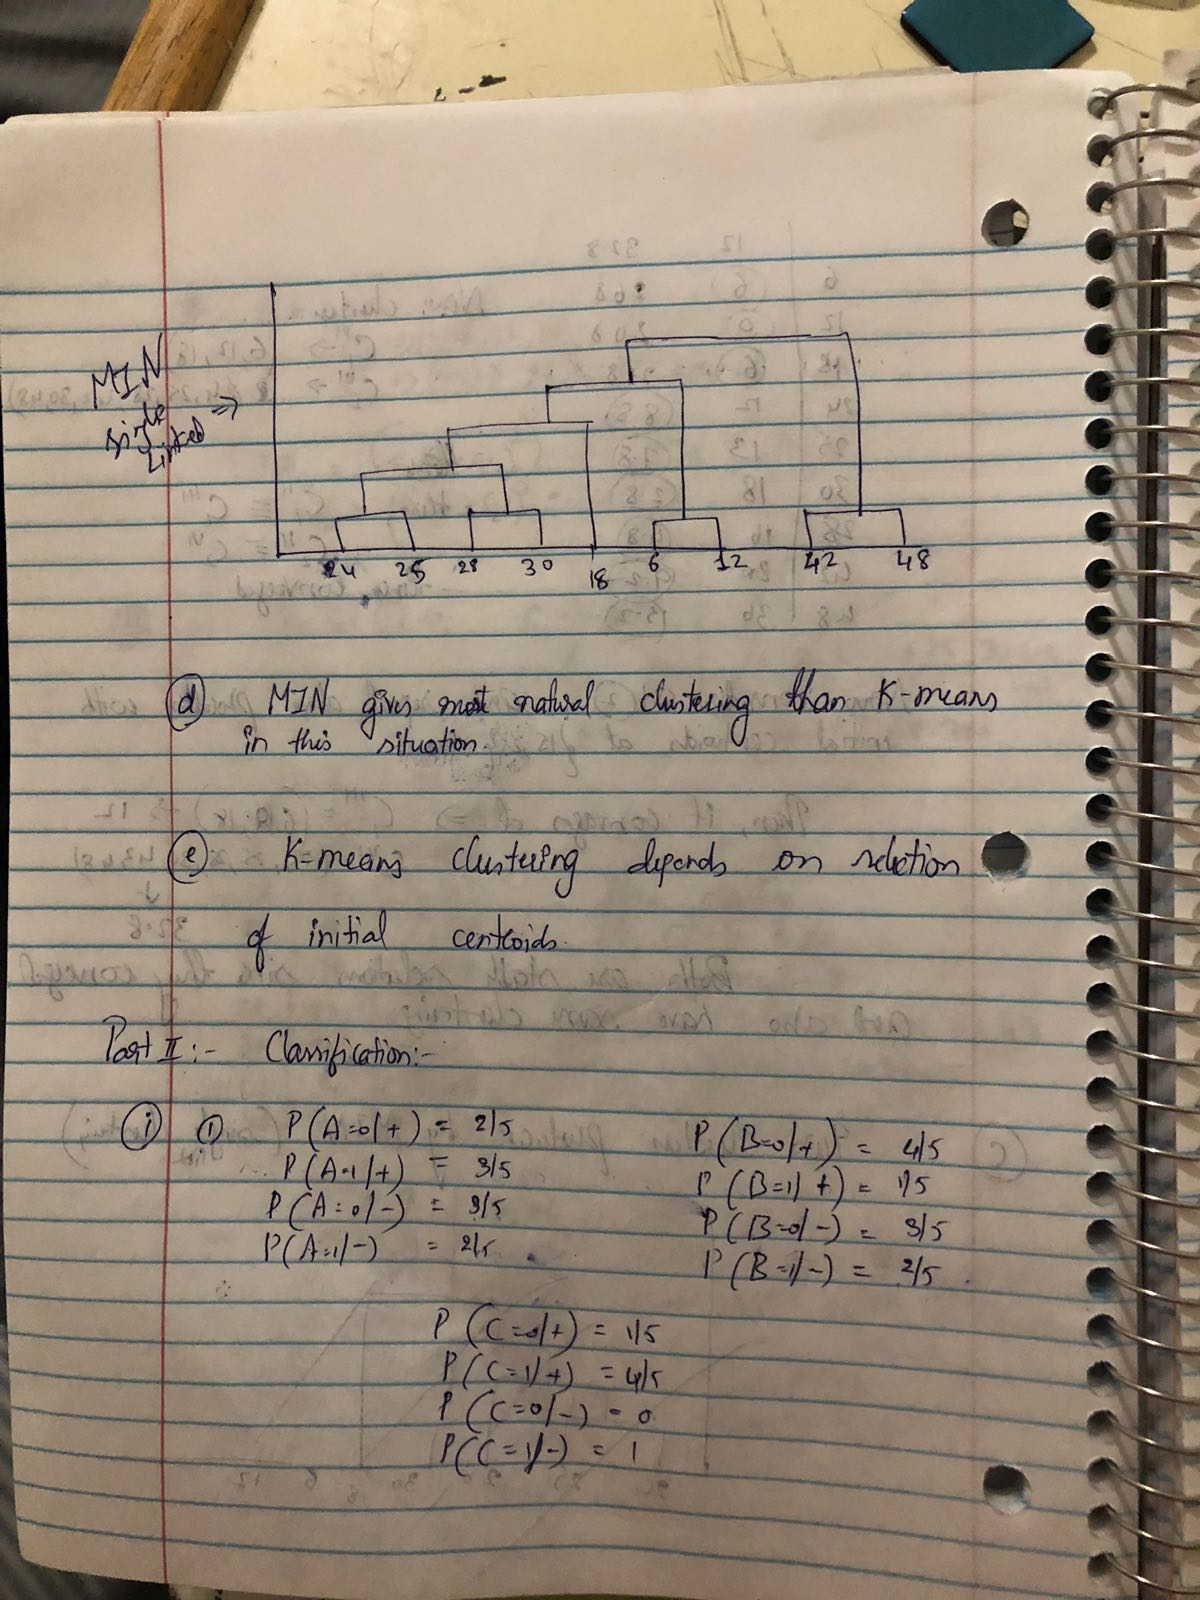 MIN
single
Linked ⇒
24 25 28 30 18 6 12 42 48
(d) MIN gives most natural clustering than K-means
in this situation.
(e) K-means clustering depends on selection
of initial centroids.
Part II :- Classification:-
(i) (1) P(A=0/+) = 2/5
P(A=1/+) = 3/5
P(A=0/-) = 3/5
P(A=1/-) = 2/5
P(B=0/+) = 4/5
P(B=1/+) = 1/5
P(B=0/-) = 3/5
P(B=1/-) = 2/5
P(C=0/+) = 1/5
P(C=1/+) = 4/5
P(C=0/-) = 0
P(C=1/-) = 1